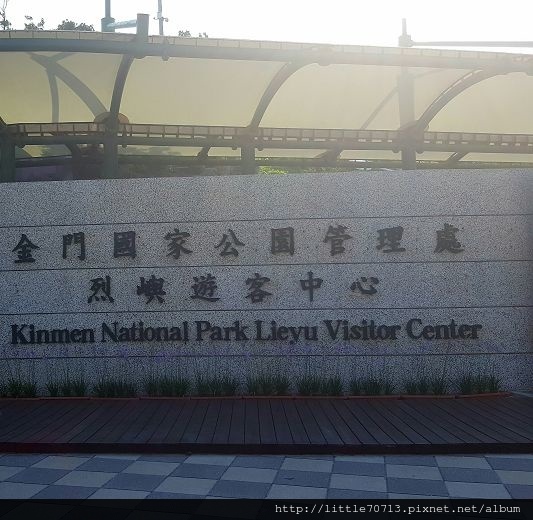 金門國家公園管理處
烈嶼遊客中心
Kinmen National Park Lieyu Visitor Center
http://little70713.pixnet.net/album